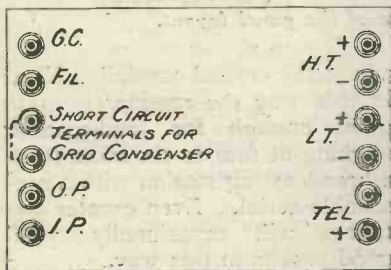 G.C.
FIL.
SHORT CIRCUIT
TERMINALS FOR
GRID CONDENSER
O.P.
I.P.
+
H.T.
-
+
L.T.
-
-
TEL
+